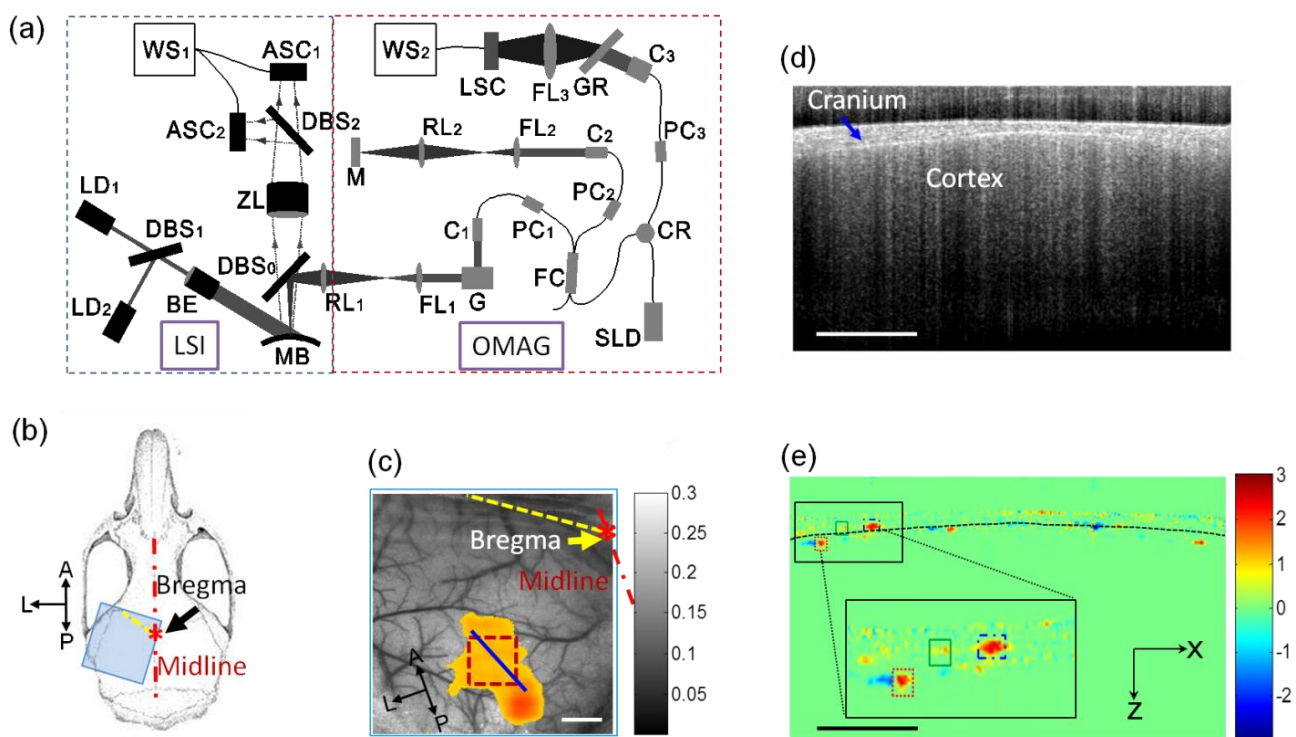 (a)
WS1
ASC1
ASC2
DBS2
ZL
LD1
DBS1
DBS0
LD2
BE
MB
LSI
WS2
LSC
FL3
GR
C3
RL2
FL2
C2
PC3
M
PC2
C1
PC1
CR
FC
RL1
FL1
G
SLD
OMAG
(d)
Cranium
Cortex
(b)
A
L
P
Bregma
Midline
(c)
Bregma
Midline
A
L
P
0.3
0.25
0.2
0.15
0.1
0.05
(e)
X
Z
3
2
1
0
-1
-2